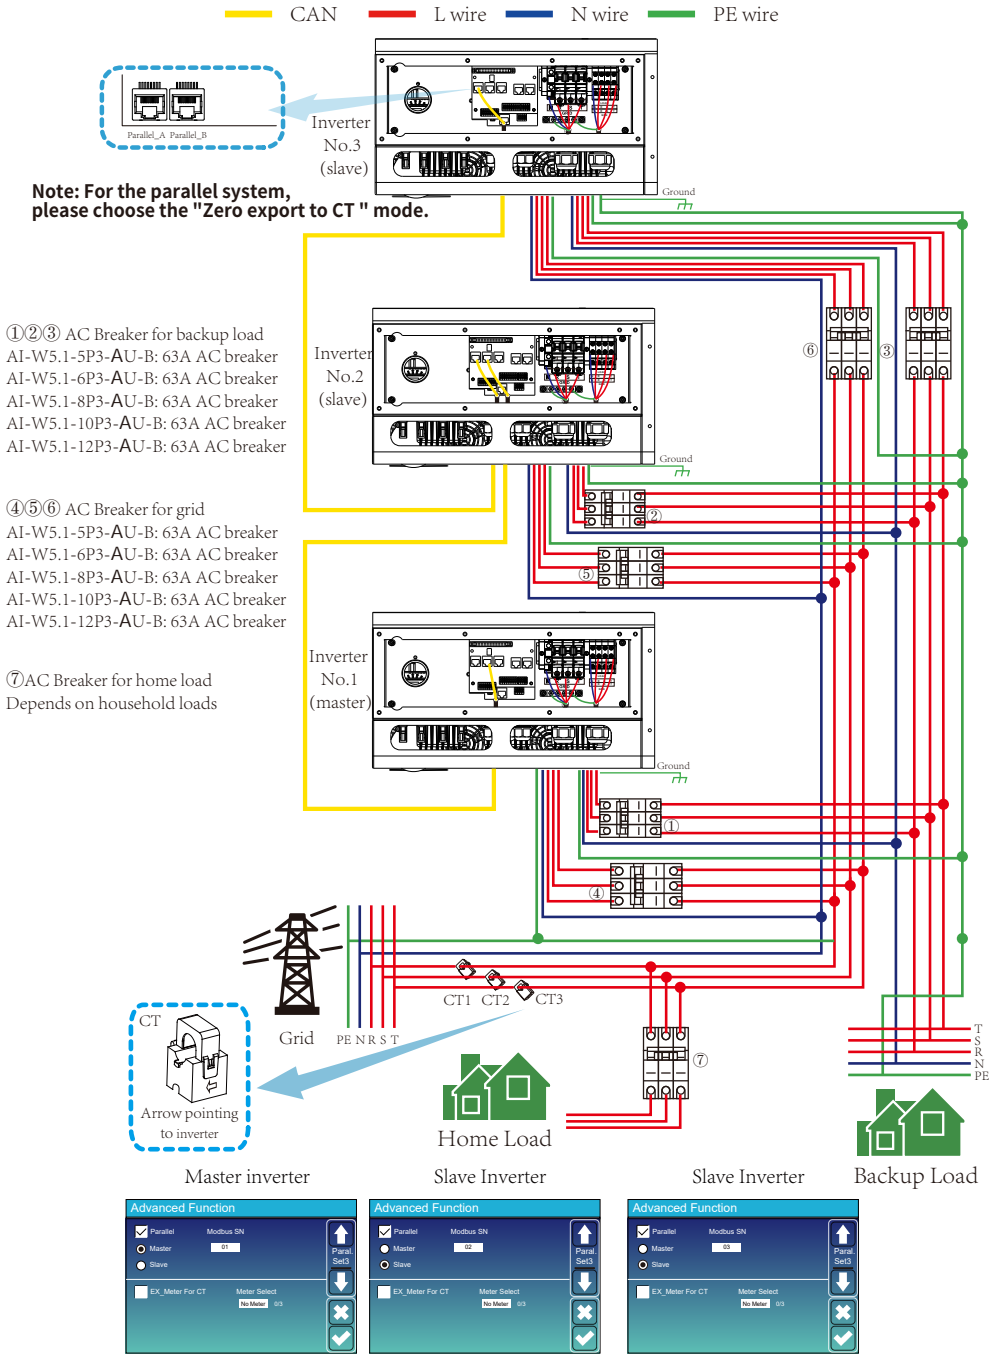 CAN L wire N wire PE wire
Parallel_A Parallel_B
Inverter
No.3
(slave)
Note: For the parallel system,
please choose the "Zero export to CT " mode.
Ground
①②③ AC Breaker for backup load
AI-W5.1-5P3-AU-B: 63A AC breaker
AI-W5.1-6P3-AU-B: 63A AC breaker
AI-W5.1-8P3-AU-B: 63A AC breaker
AI-W5.1-10P3-AU-B: 63A AC breaker
AI-W5.1-12P3-AU-B: 63A AC breaker
Inverter
No.2
(slave)
⑥
③
Ground
②
⑤
④⑤⑥ AC Breaker for grid
AI-W5.1-5P3-AU-B: 63A AC breaker
AI-W5.1-6P3-AU-B: 63A AC breaker
AI-W5.1-8P3-AU-B: 63A AC breaker
AI-W5.1-10P3-AU-B: 63A AC breaker
AI-W5.1-12P3-AU-B: 63A AC breaker
Inverter
No.1
(master)
⑦AC Breaker for home load
Depends on household loads
Ground
①
④
CT1 CT2 CT3
Grid
PE N R S T
CT
Arrow pointing
to inverter
⑦
Home Load
T
S
R
N
PE
Backup Load
Master inverter
Advanced Function
Parallel Modbus SN
Master 01
Slave
Paral.
Set3
EX_Meter For CT Meter Select
No Meter 0/3
Slave Inverter
Advanced Function
Parallel Modbus SN
Master 02
Slave
Paral.
Set3
EX_Meter For CT Meter Select
No Meter 0/3
Slave Inverter
Advanced Function
Parallel Modbus SN
Master 03
Slave
Paral.
Set3
EX_Meter For CT Meter Select
No Meter 0/3